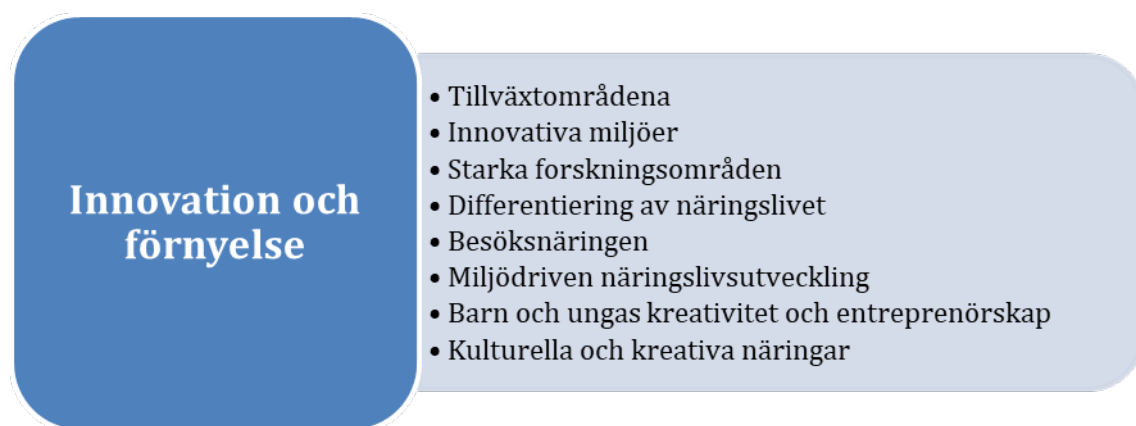 Innovation och
förnyelse
• Tillväxtområdena
• Innovativa miljöer
• Starka forskningsområden
• Differentiering av näringslivet
• Besöksnäringen
• Miljödriven näringslivsutveckling
• Barn och ungas kreativitet och entreprenörskap
• Kulturella och kreativa näringar